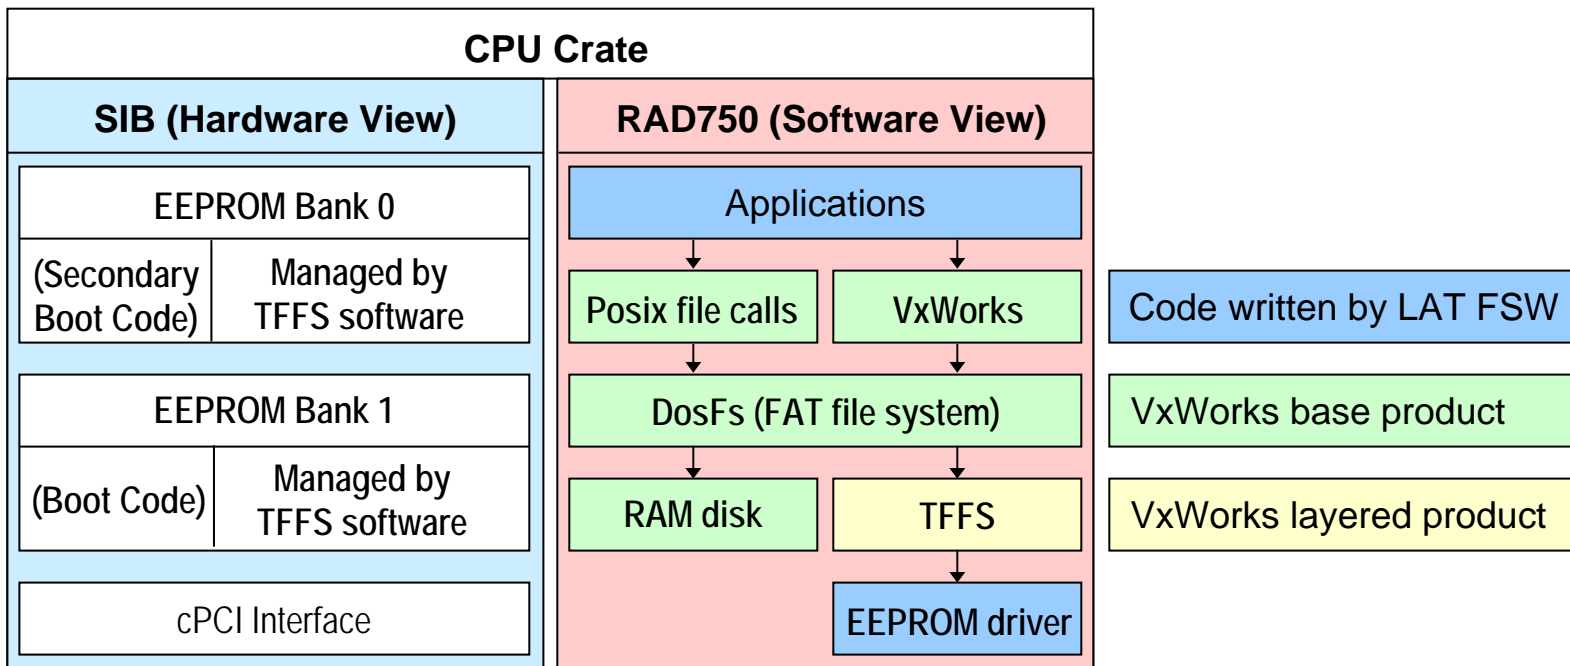 CPU Crate
SIB (Hardware View)
RAD750 (Software View)
EEPROM Bank 0
(Secondary
Boot Code)
Managed by
TFFS software
EEPROM Bank 1
(Boot Code)
Managed by
TFFS software
cPCI Interface
Applications
Posix file calls
VxWorks
DosFs (FAT file system)
RAM disk
TFFS
EEPROM driver
Code written by LAT FSW
VxWorks base product
VxWorks layered product